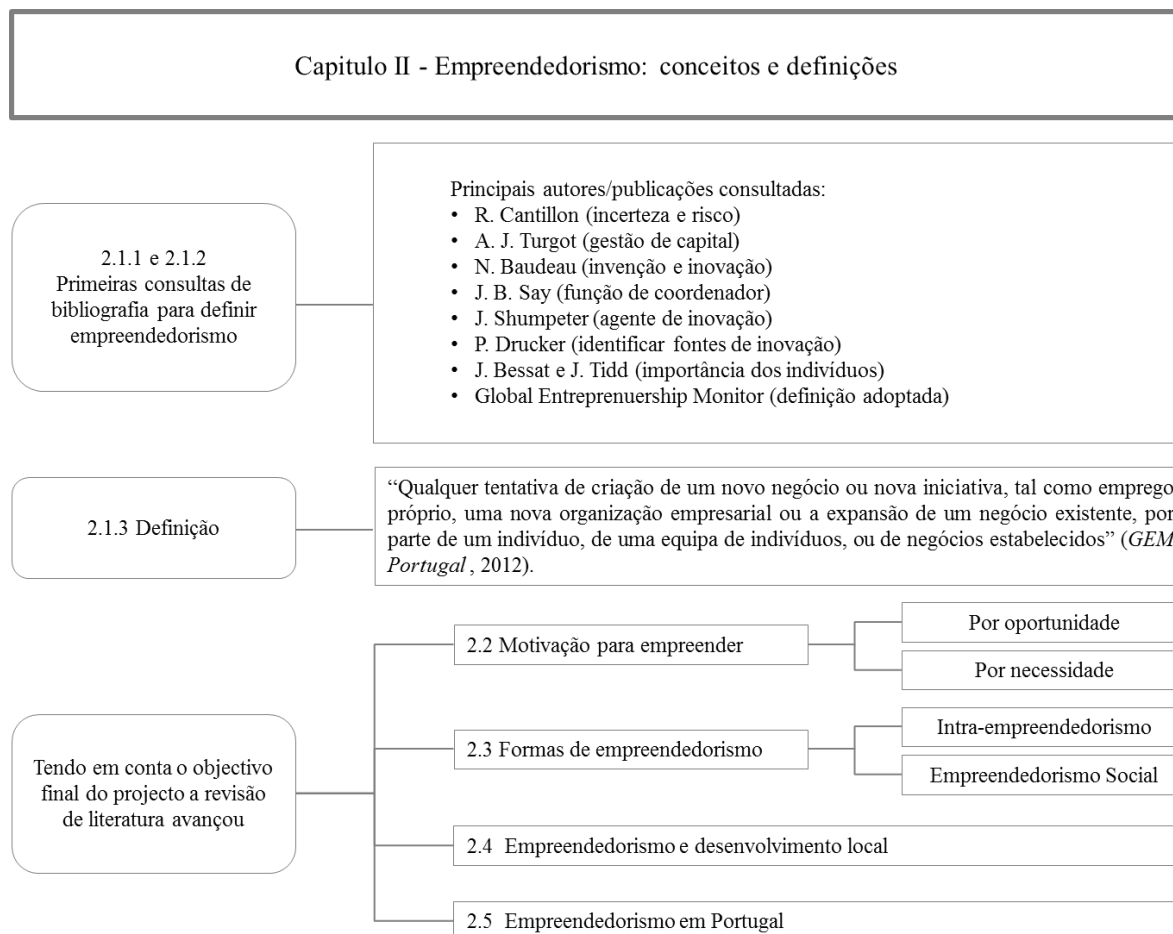 Capitulo II - Empreendedorismo: conceitos e definições
2.1.1 e 2.1.2
Primeiras consultas de
bibliografia para definir
empreendedorismo
Principais autores/publicações consultadas:
• R. Cantillon (incerteza e risco)
• A. J. Turgot (gestão de capital)
• N. Baudeau (invenção e inovação)
• J. B. Say (função de coordenador)
• J. Shumpeter (agente de inovação)
• P. Drucker (identificar fontes de inovação)
• J. Bessat e J. Tidd (importância dos indivíduos)
• Global Entreprenuership Monitor (definição adoptada)
2.1.3 Definição
“Qualquer tentativa de criação de um novo negócio ou nova iniciativa, tal como emprego
próprio, uma nova organização empresarial ou a expansão de um negócio existente, por
parte de um indivíduo, de uma equipa de indivíduos, ou de negócios estabelecidos” (GEM
Portugal , 2012).
Tendo em conta o objectivo
final do projecto a revisão
de literatura avançou
2.2 Motivação para empreender
Por oportunidade
Por necessidade
2.3 Formas de empreendedorismo
Intra-empreendedorismo
Empreendedorismo Social
2.4 Empreendedorismo e desenvolvimento local
2.5 Empreendedorismo em Portugal